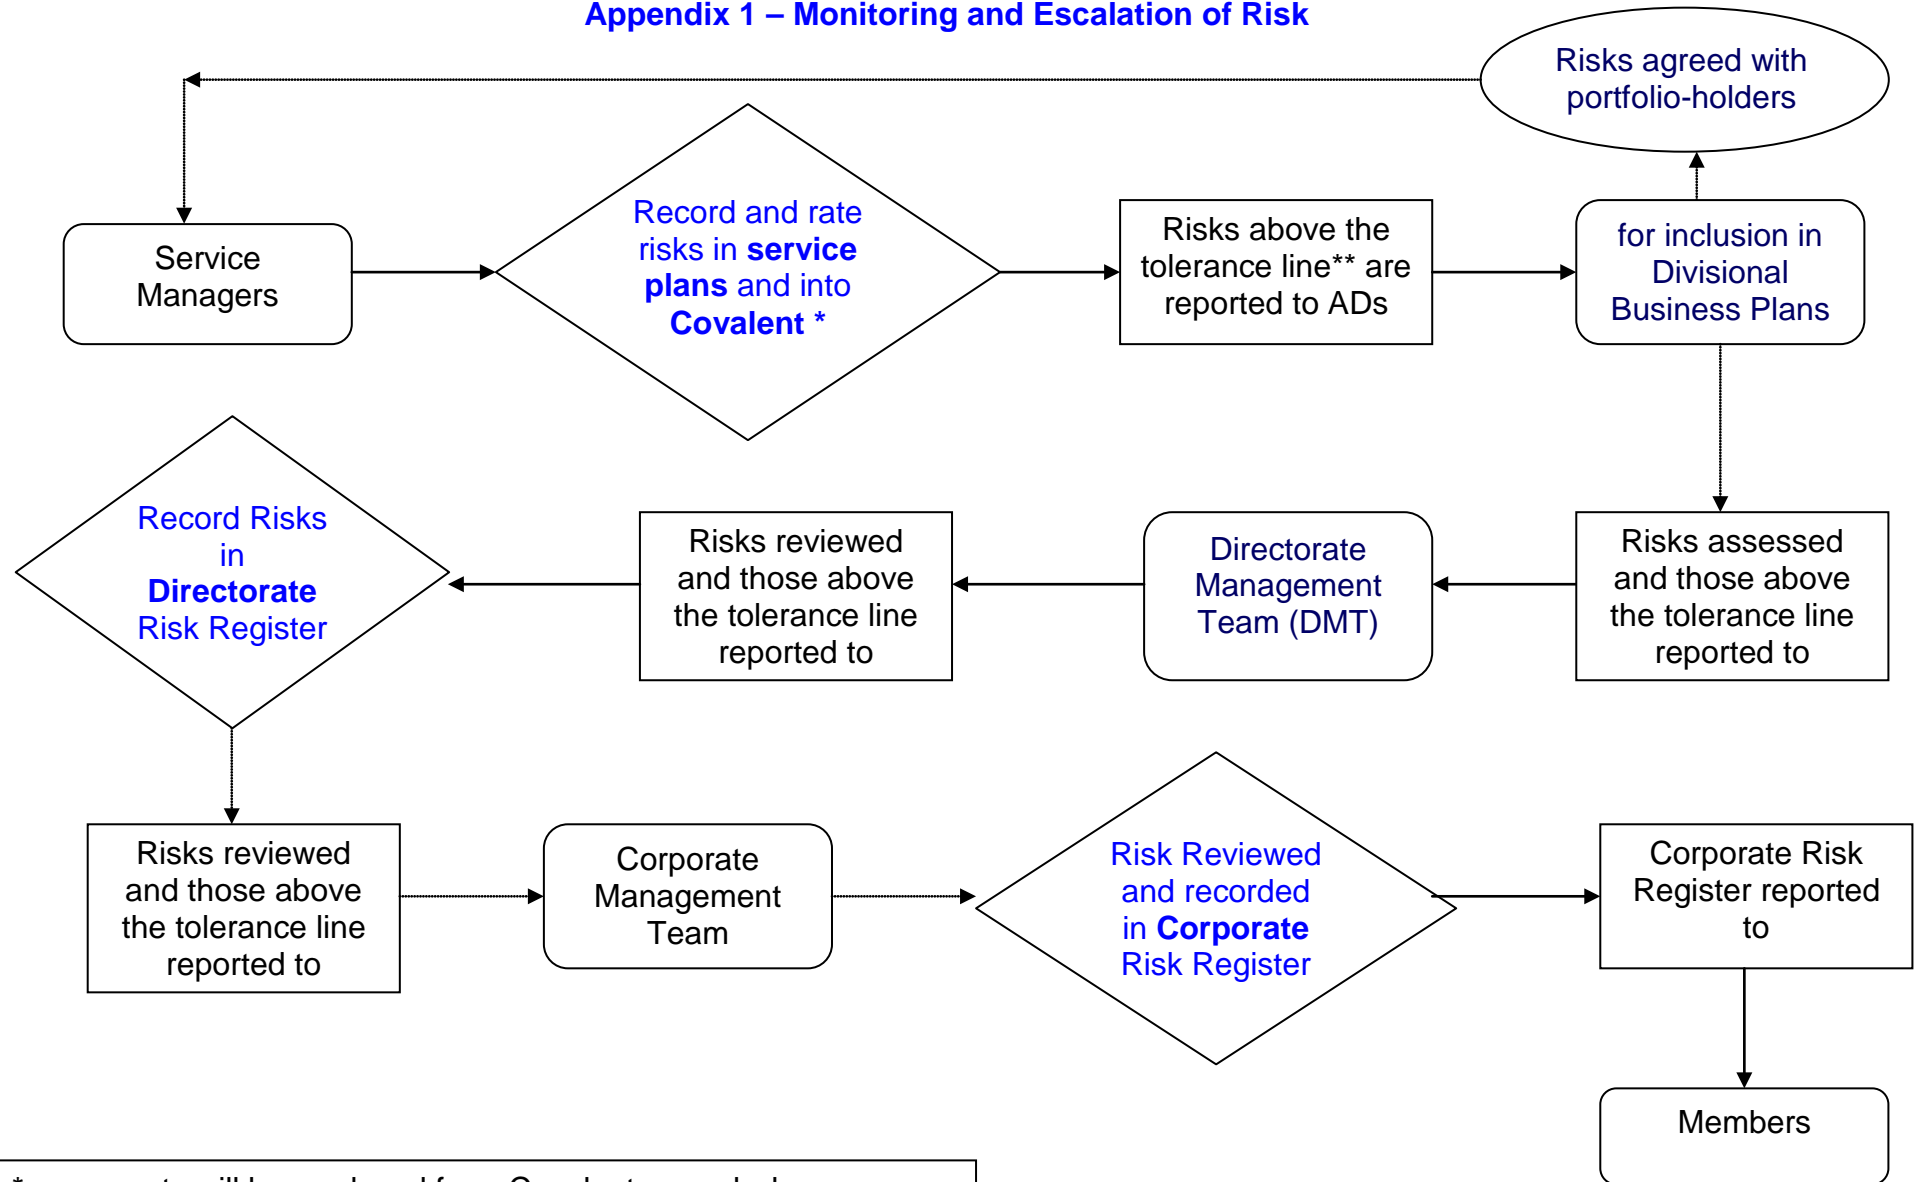 Appendix 1 – Monitoring and Escalation of Risk
Risks agreed with
portfolio-holders
Service
Managers
Record and rate
risks in service
plans and into
Covalent *
Risks above the
tolerance line** are
reported to ADs
for inclusion in
Divisional
Business Plans
Risks assessed
and those above
the tolerance line
reported to
Directorate
Management
Team (DMT)
Risks reviewed
and those above
the tolerance line
reported to
Record Risks
in
Directorate
Risk Register
Risks reviewed
and those above
the tolerance line
reported to
Corporate
Management
Team
Risk Reviewed
and recorded
in Corporate
Risk Register
Corporate Risk
Register reported
to
Members
*